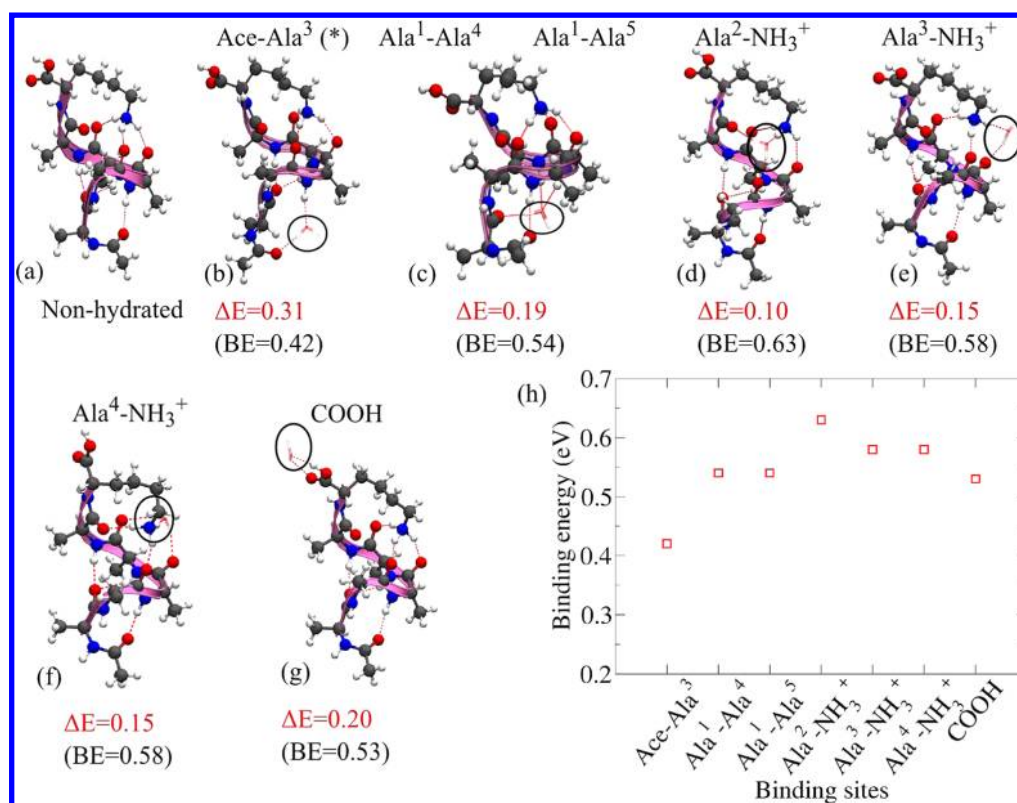 Ace-Ala³ (*) Ala¹-Ala⁴ Ala¹-Ala⁵ Ala²-NH₃⁺ Ala³-NH₃⁺
(a) (b) (c) (d) (e)
Non-hydrated ΔE=0.31 ΔE=0.19 ΔE=0.10 ΔE=0.15
(BE=0.42) (BE=0.54) (BE=0.63) (BE=0.58)
Ala⁴-NH₃⁺ COOH
(f) (g)
ΔE=0.15 ΔE=0.20
(BE=0.58) (BE=0.53)
(h)
Binding energy (eV)
0.7
0.6
0.5
0.4
0.3
0.2
Ace-Ala³
Ala¹-Ala⁴
Ala¹-Ala⁵
Ala²-NH₃⁺
Ala³-NH₃⁺
Ala⁴-NH₃⁺
COOH
Binding sites